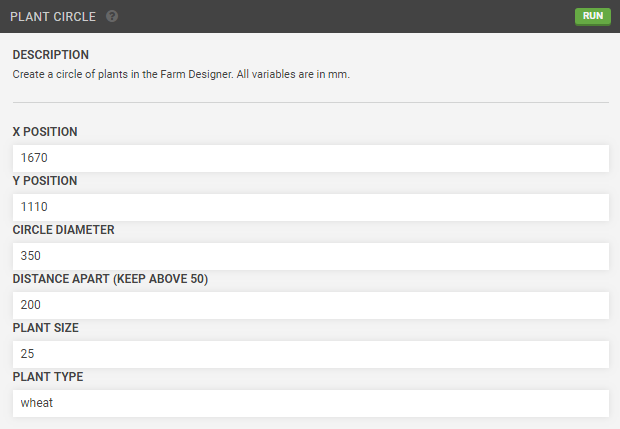 PLANT CIRCLE ?
RUN
DESCRIPTION
Create a circle of plants in the Farm Designer. All variables are in mm.
X POSITION
1670
Y POSITION
1110
CIRCLE DIAMETER
350
DISTANCE APART (KEEP ABOVE 50)
200
PLANT SIZE
25
PLANT TYPE
wheat